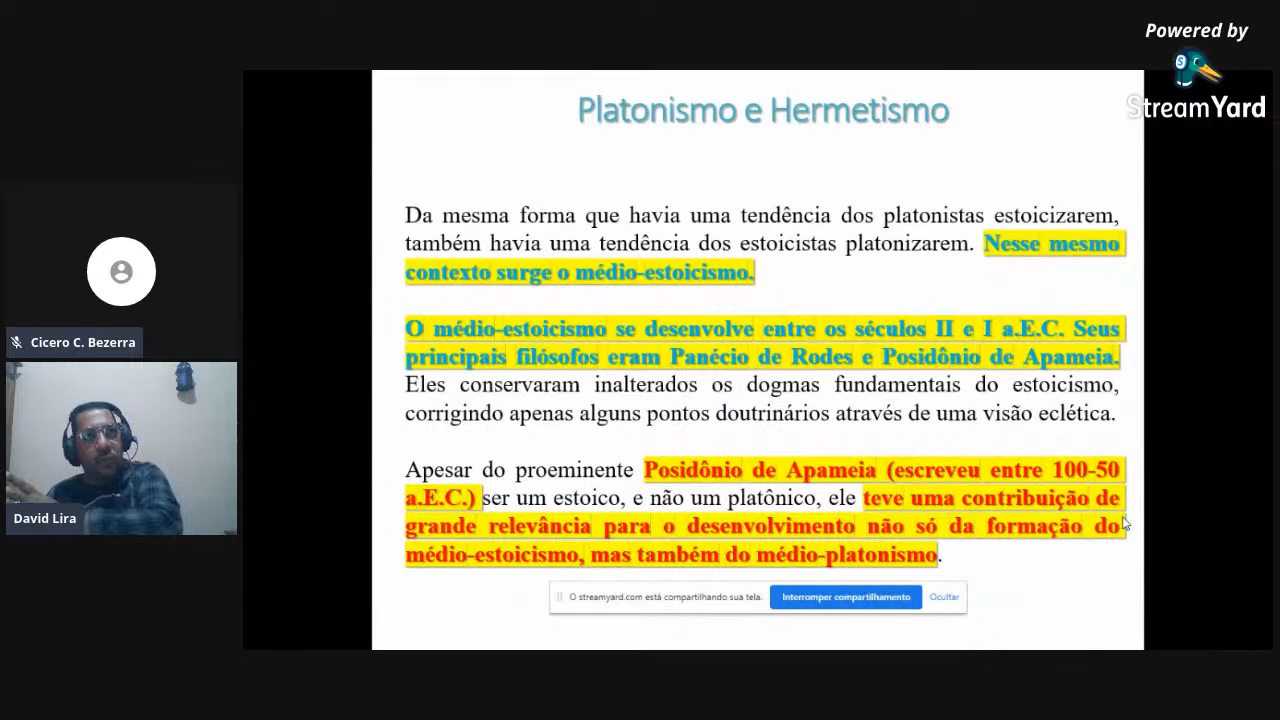 Powered by
StreamYard
Platonismo e Hermetismo
Da mesma forma que havia uma tendência dos platonistas estoicizarem,
também havia uma tendência dos estoicistas platonizarem. Nesse mesmo
contexto surge o médio-estoicismo.
O médio-estoicismo se desenvolve entre os séculos II e I a.E.C. Seus
principais filósofos eram Panécio de Rodes e Posidônio de Apameia.
Eles conservaram inalterados os dogmas fundamentais do estoicismo,
corrigindo apenas alguns pontos doutrinários através de uma visão eclética.
Apesar do proeminente Posidônio de Apameia (escreveu entre 100-50
a.E.C.) ser um estoico, e não um platônico, ele teve uma contribuição de
grande relevância para o desenvolvimento não só da formação do
médio-estoicismo, mas também do médio-platonismo.
O streamyard.com está compartilhando sua tela.
Interromper compartilhamento
Ocultar
Cicero C. Bezerra
David Lira